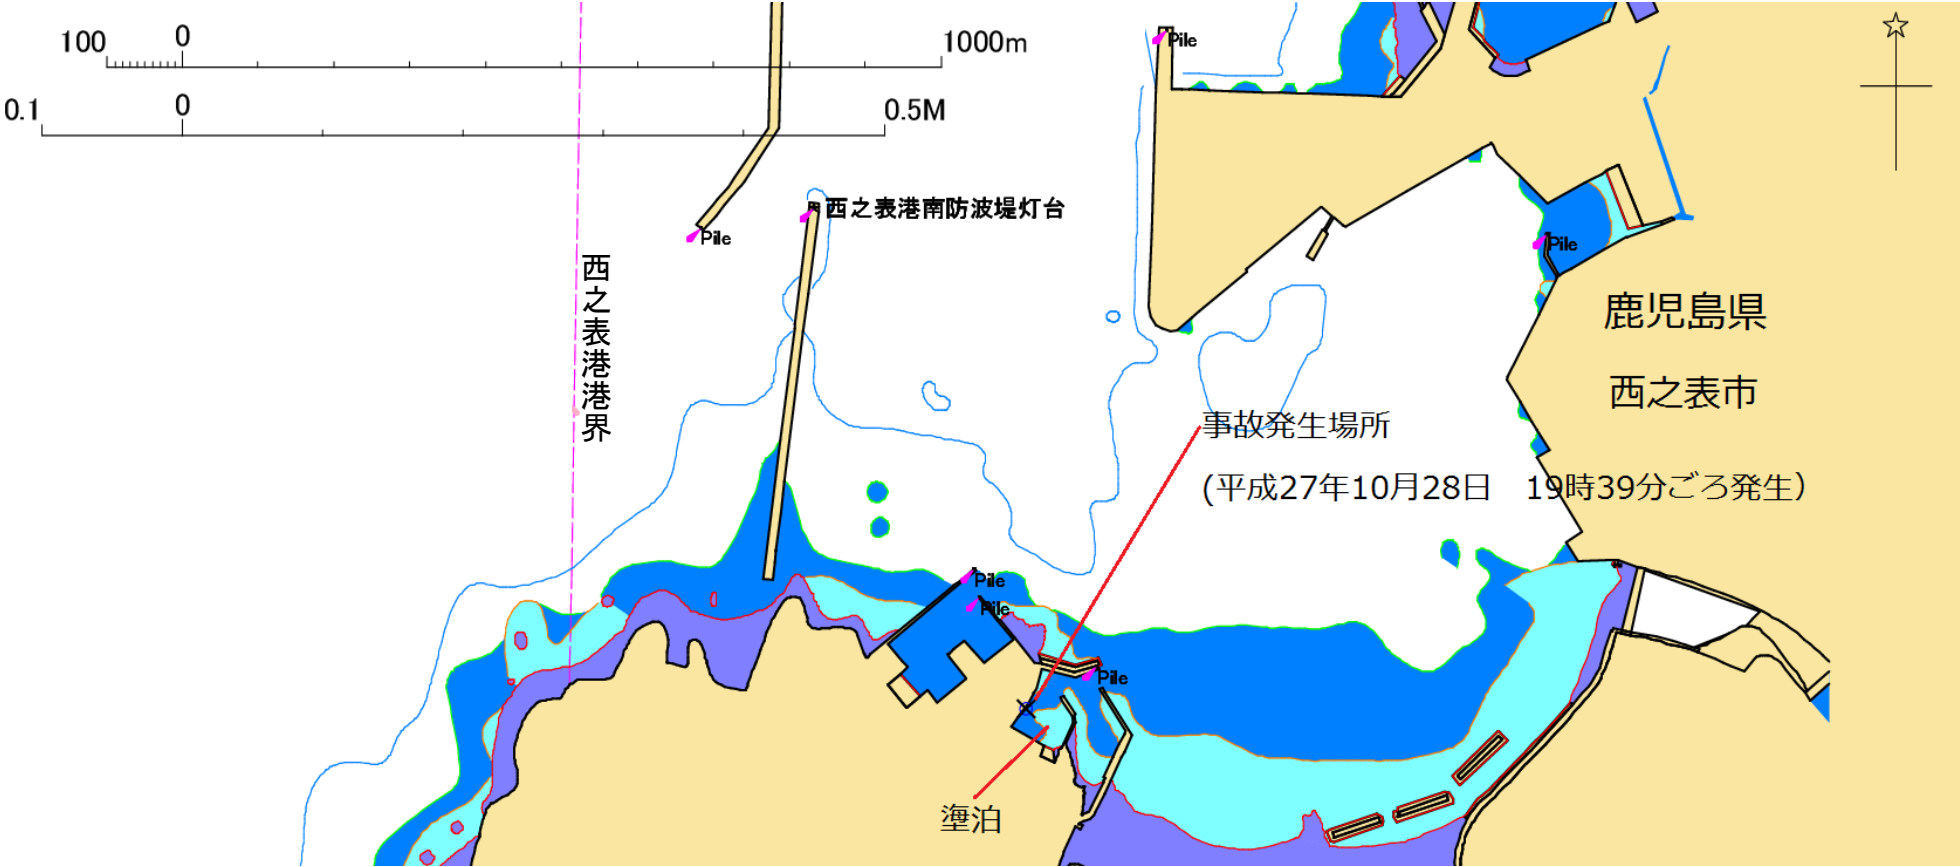 100 0 1000m
0.1 0 0.5M
Pile
西之表港南防波堤灯台
Pile
Pile
西之表港港界
鹿児島県
西之表市
事故発生場所
(平成27年10月28日　19時39分ごろ発生）
Pile
Pile
Pile
塰泊